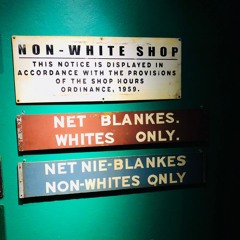 NON-WHITE SHOP
THIS NOTICE IS DISPLAYED IN
ACCORDANCE WITH THE PROVISIONS
OF THE SHOP HOURS
ORDINANCE, 1959.
NET BLANKES.
WHITES ONLY.
NET NIE-BLANKES
NON-WHITES ONLY